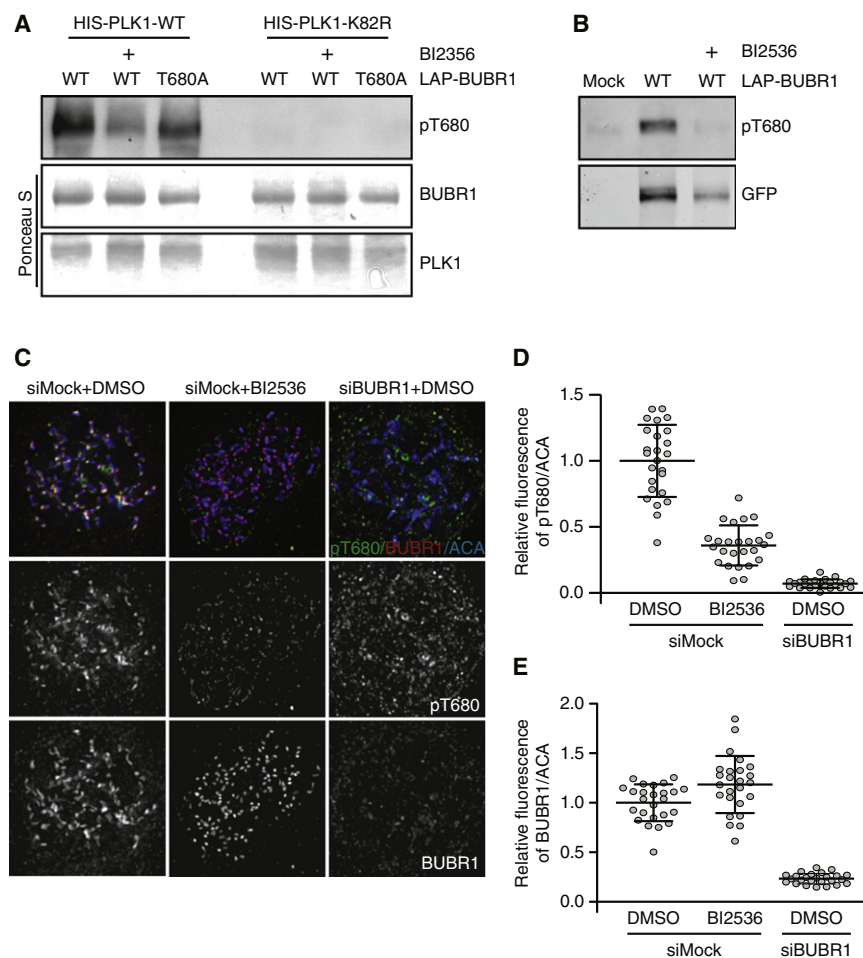 A
HIS-PLK1-WT HIS-PLK1-K82R
+ + BI2356
WT WT T680A WT WT T680A LAP-BUBR1
pT680
BUBR1
PLK1
Ponceau S
B
+ BI2536
Mock WT WT LAP-BUBR1
pT680
GFP
C
siMock+DMSO siMock+BI2536 siBUBR1+DMSO
pT680/BUBR1/ACA
pT680
BUBR1
D
Relative fluorescence
of pT680/ACA
1.5
1.0
0.5
0.0
DMSO BI2536 DMSO
siMock siBUBR1
E
Relative fluorescence
of BUBR1/ACA
2.0
1.5
1.0
0.5
0.0
DMSO BI2536 DMSO
siMock siBUBR1